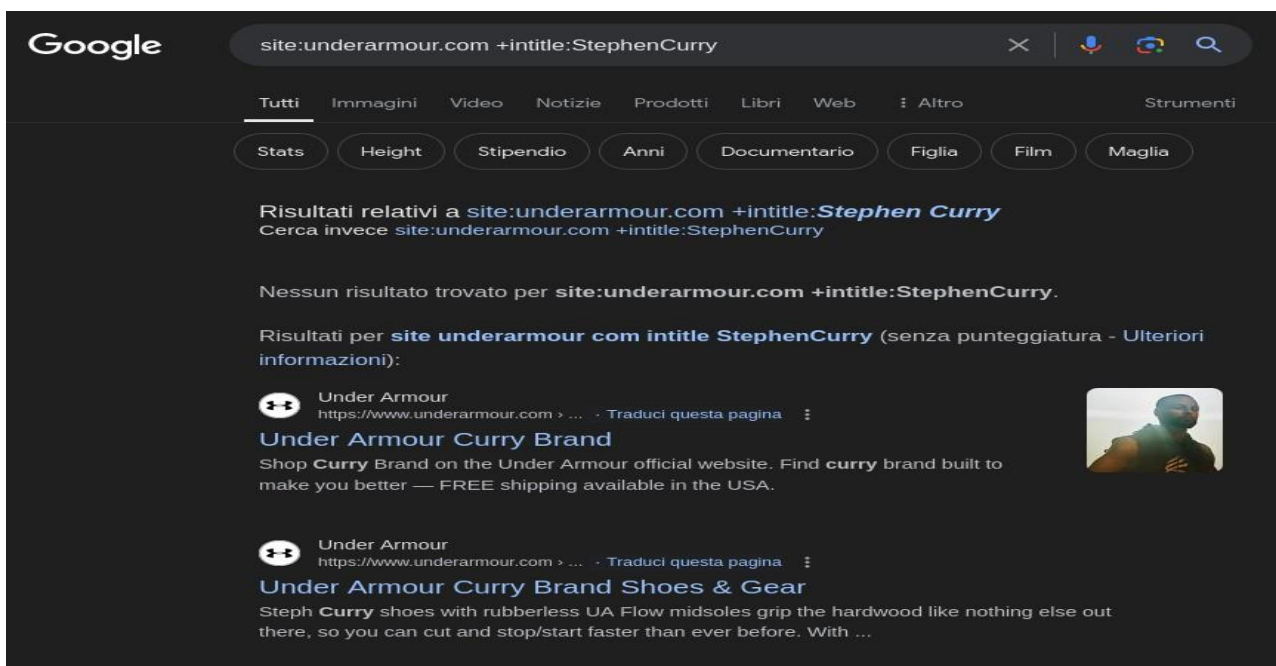 Google
site:underarmour.com +intitle:StephenCurry
Tutti Immagini Video Notizie Prodotti Libri Web Altro Strumenti
Stats Height Stipendio Anni Documentario Figlia Film Maglia
Risultati relativi a site:underarmour.com +intitle:Stephen Curry
Cerca invece site:underarmour.com +intitle:StephenCurry
Nessun risultato trovato per site:underarmour.com +intitle:StephenCurry.
Risultati per site underarmour com intitle StephenCurry (senza punteggiatura - Ulteriori
informazioni):
Under Armour
https://www.underarmour.com › ... · Traduci questa pagina
Under Armour Curry Brand
Shop Curry Brand on the Under Armour official website. Find curry brand built to
make you better — FREE shipping available in the USA.
Under Armour
https://www.underarmour.com › ... · Traduci questa pagina
Under Armour Curry Brand Shoes & Gear
Steph Curry shoes with rubberless UA Flow midsoles grip the hardwood like nothing else out
there, so you can cut and stop/start faster than ever before. With ...